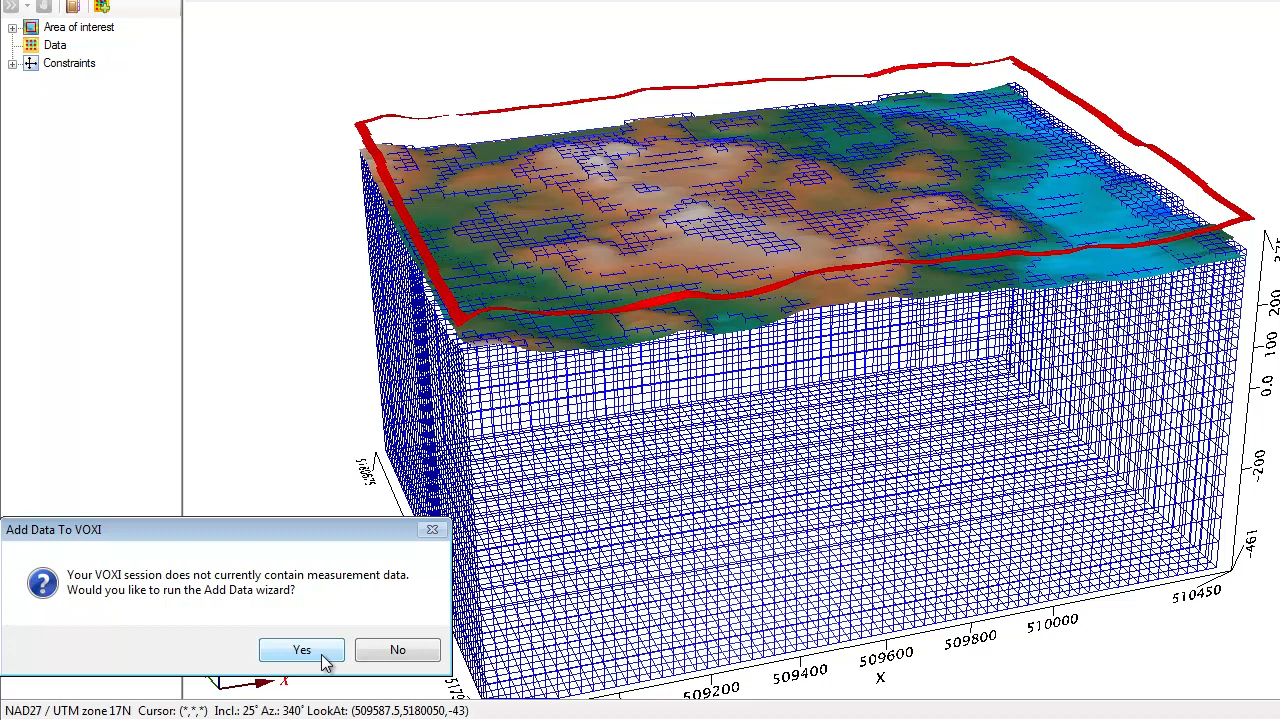 Area of interest
Data
Constraints
200
100
0.0
-200
-461
510450
510000
509800
509600
509400
509200
X
Add Data To VOXI
Your VOXI session does not currently contain measurement data.
Would you like to run the Add Data wizard?
Yes
No
X
NAD27 / UTM zone 17N Cursor: (*,*,*) Incl.: 25° Az.: 340° LookAt: (509587.5,5180050,-43)